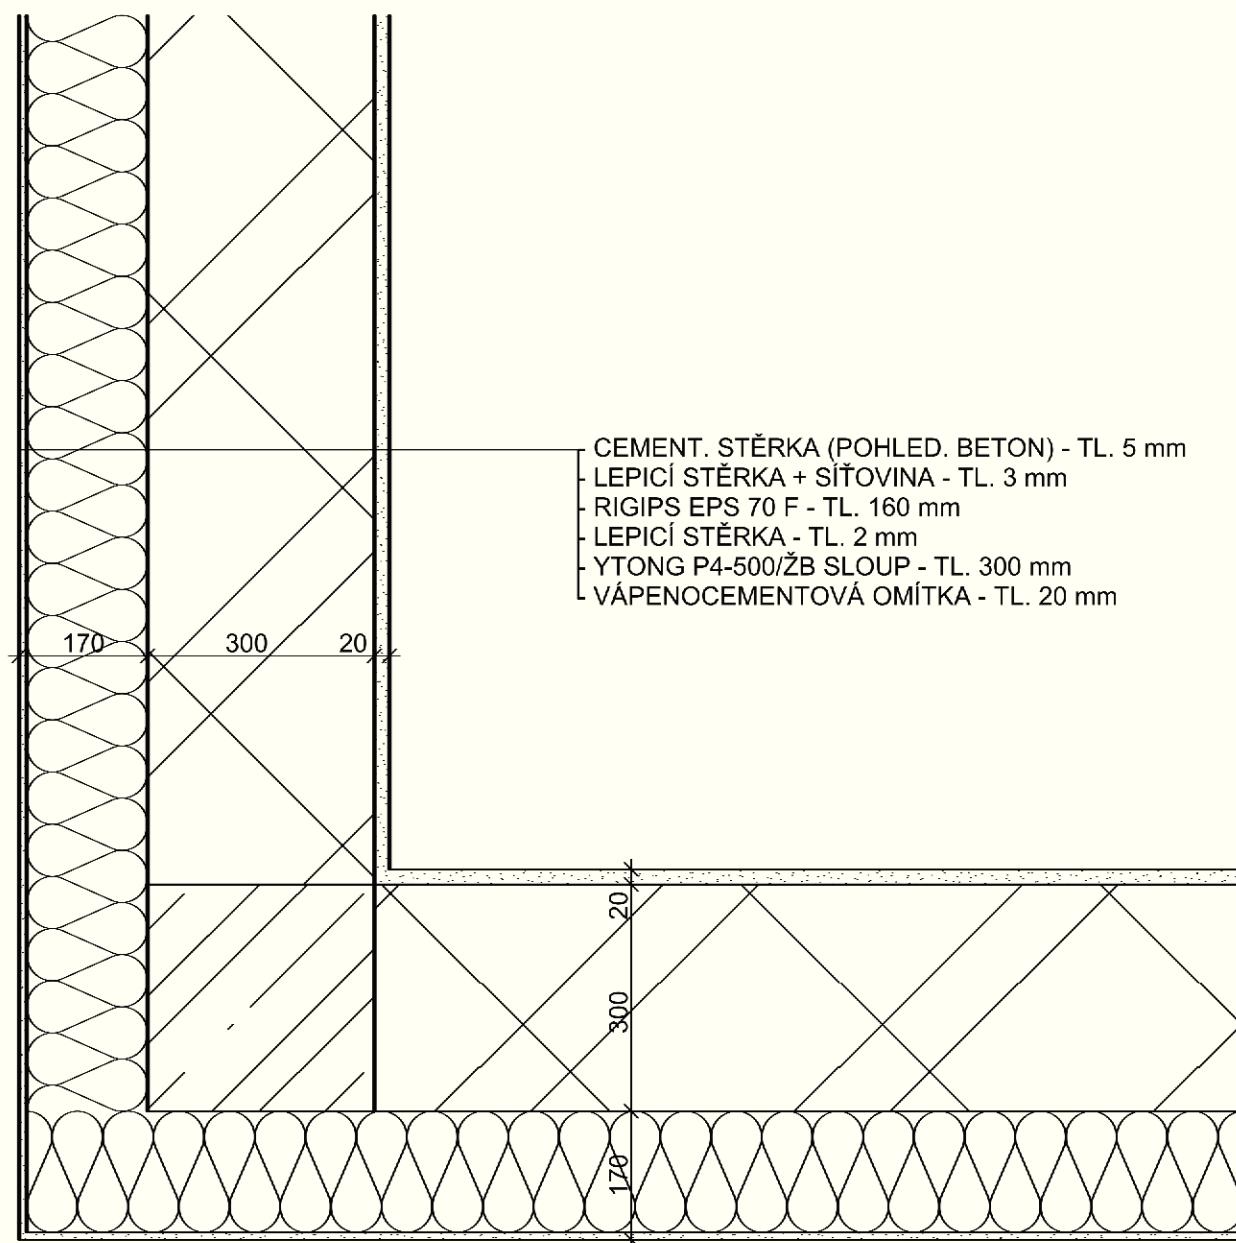 CEMENT. STĚRKA (POHLED. BETON) - TL. 5 mm
LEPICÍ STĚRKA + SÍŤOVINA - TL. 3 mm
RIGIPS EPS 70 F - TL. 160 mm
LEPICÍ STĚRKA - TL. 2 mm
YTONG P4-500/ŽB SLOUP - TL. 300 mm
VÁPENOCEMENTOVÁ OMÍTKA - TL. 20 mm
170 300 20
20
300
170